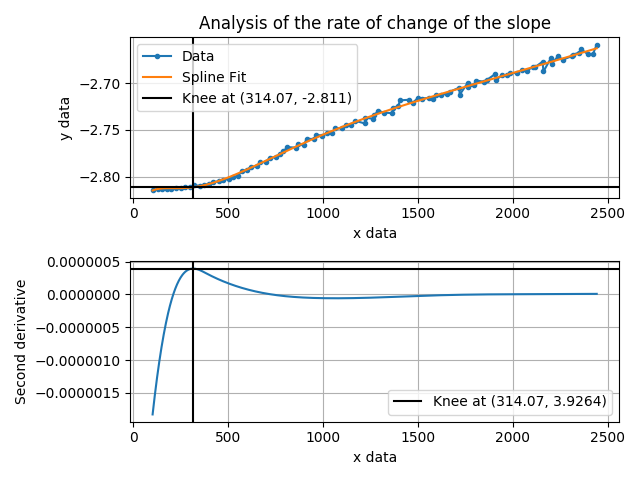 Analysis of the rate of change of the slope
Data
Spline Fit
Knee at (314.07, -2.811)
−2.70
−2.75
−2.80
y data
0 500 1000 1500 2000 2500
x data
0.0000005
0.0000000
−0.0000005
−0.0000010
−0.0000015
Second derivative
Knee at (314.07, 3.9264)
0 500 1000 1500 2000 2500
x data